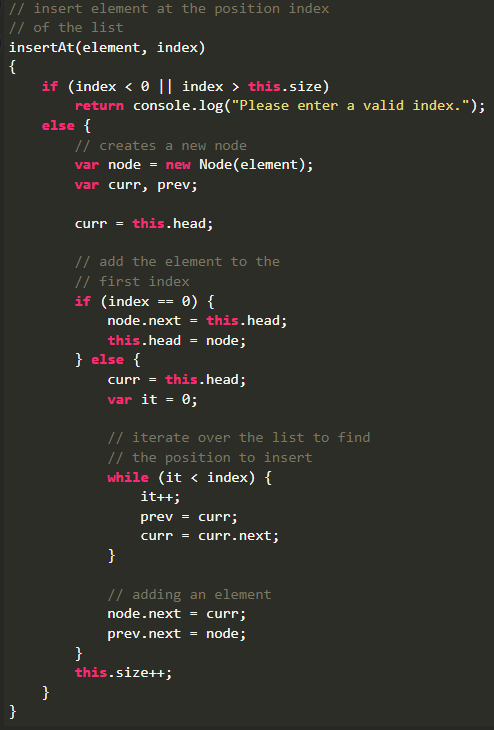 // insert element at the position index
// of the list
insertAt(element, index)
{
    if (index < 0 || index > this.size)
        return console.log("Please enter a valid index.");
    else {
        // creates a new node
        var node = new Node(element);
        var curr, prev;

        curr = this.head;

        // add the element to the
        // first index
        if (index == 0) {
            node.next = this.head;
            this.head = node;
        } else {
            curr = this.head;
            var it = 0;

            // iterate over the list to find
            // the position to insert
            while (it < index) {
                it++;
                prev = curr;
                curr = curr.next;
            }

            // adding an element
            node.next = curr;
            prev.next = node;
        }
        this.size++;
    }
}